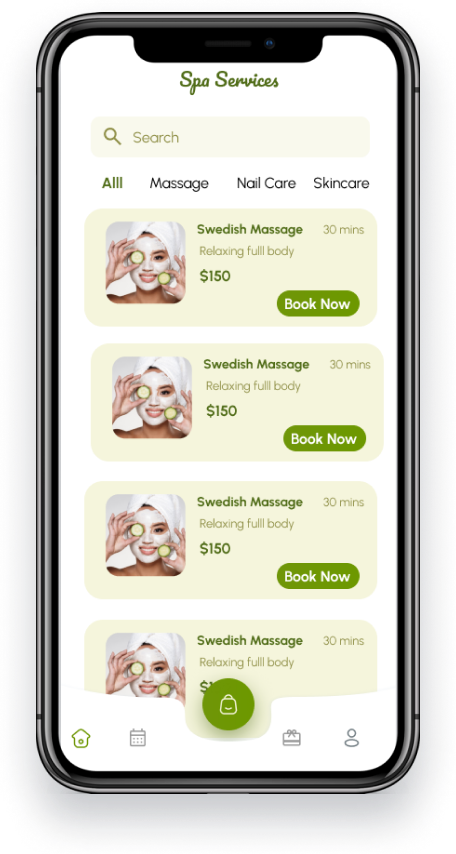 Spa Services
Search
Alll Massage Nail Care Skincare
Swedish Massage 30 mins
Relaxing fulll body
$150
Book Now
Swedish Massage 30 mins
Relaxing fulll body
$150
Book Now
Swedish Massage 30 mins
Relaxing fulll body
$150
Book Now
Swedish Massage 30 mins
Relaxing fulll body